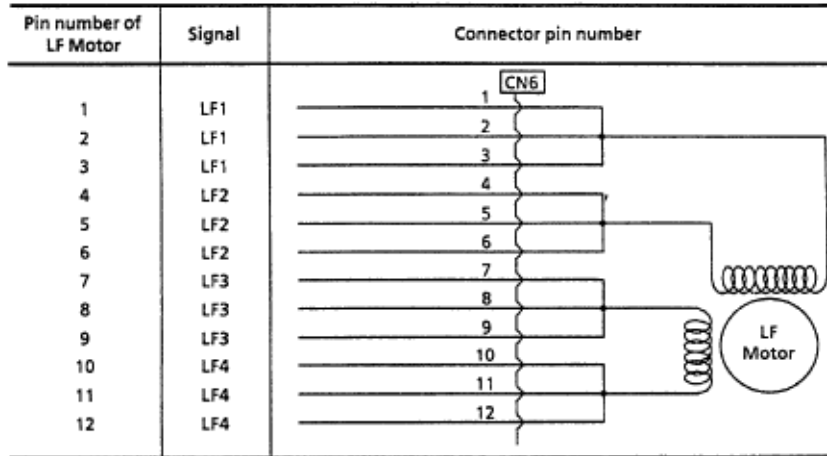 Pin number of LF Motor Signal Connector pin number
CN6
1 LF1 1
2 LF1 2
3 LF1 3
4 LF2 4
5 LF2 5
6 LF2 6
7 LF3 7
8 LF3 8
9 LF3 9
10 LF4 10
11 LF4 11
12 LF4 12
LF
Motor